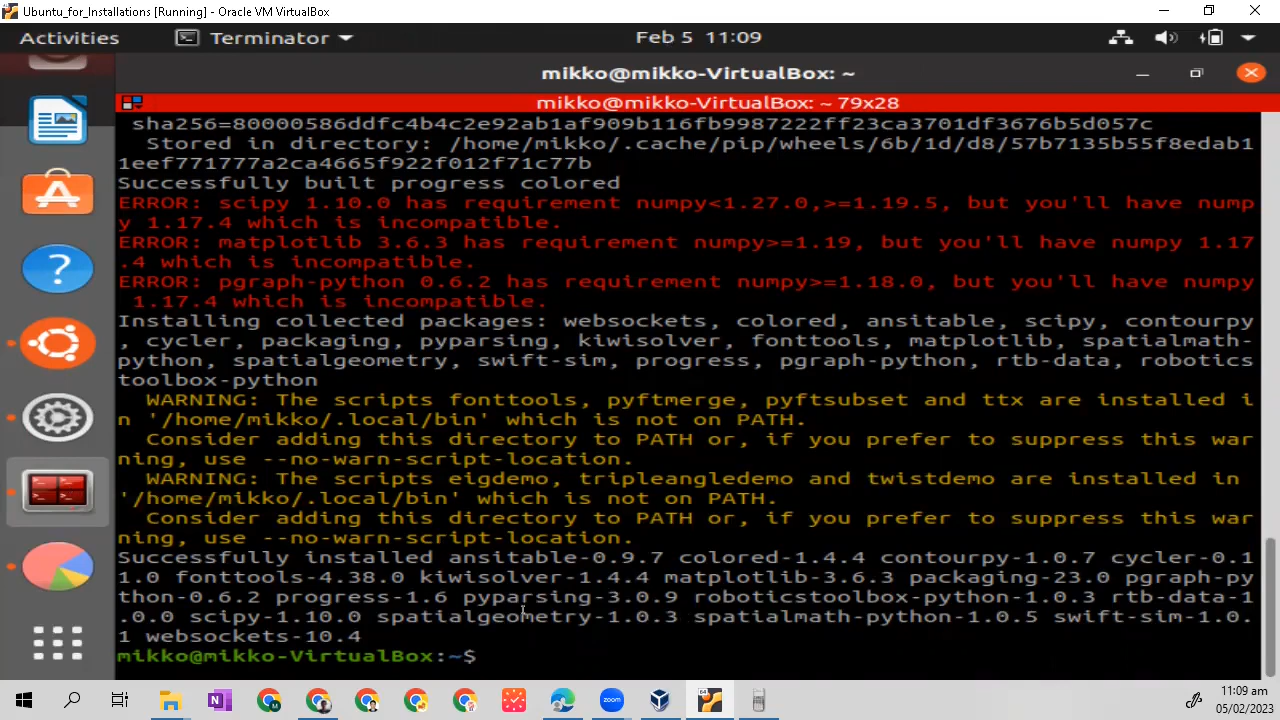 Ubuntu_for_Installations [Running] - Oracle VM VirtualBox
Activities Terminator Feb 5 11:09
mikko@mikko-VirtualBox: ~
mikko@mikko-VirtualBox: ~ 79x28
sha256=80000586ddfc4b4c2e92ab1af909b116fb9987222ff23ca3701df3676b5d057c
Stored in directory: /home/mikko/.cache/pip/wheels/6b/1d/d8/57b7135b55f8edab1
1eef771777a2ca4665f922f012f71c77b
Successfully built progress colored
ERROR: scipy 1.10.0 has requirement numpy<1.27.0,>=1.19.5, but you'll have nump
y 1.17.4 which is incompatible.
ERROR: matplotlib 3.6.3 has requirement numpy>=1.19, but you'll have numpy 1.17
.4 which is incompatible.
ERROR: pgraph-python 0.6.2 has requirement numpy>=1.18.0, but you'll have numpy
1.17.4 which is incompatible.
Installing collected packages: websockets, colored, ansitable, scipy, contourpy
, cycler, packaging, pyparsing, kiwisolver, fonttools, matplotlib, spatialmath-
python, spatialgeometry, swift-sim, progress, pgraph-python, rtb-data, robotics
toolbox-python
WARNING: The scripts fonttools, pyftmerge, pyftsubset and ttx are installed i
n '/home/mikko/.local/bin' which is not on PATH.
Consider adding this directory to PATH or, if you prefer to suppress this war
ning, use --no-warn-script-location.
WARNING: The scripts eigdemo, tripleangledemo and twistdemo are installed in
'/home/mikko/.local/bin' which is not on PATH.
Consider adding this directory to PATH or, if you prefer to suppress this war
ning, use --no-warn-script-location.
Successfully installed ansitable-0.9.7 colored-1.4.4 contourpy-1.0.7 cycler-0.1
1.0 fonttools-4.38.0 kiwisolver-1.4.4 matplotlib-3.6.3 packaging-23.0 pgraph-py
thon-0.6.2 progress-1.6 pyparsing-3.0.9 roboticstoolbox-python-1.0.3 rtb-data-1
.0.0 scipy-1.10.0 spatialgeometry-1.0.3 spatialmath-python-1.0.5 swift-sim-1.0.
1 websockets-10.4
mikko@mikko-VirtualBox:~$
zoom
64
11:09 am
05/02/2023